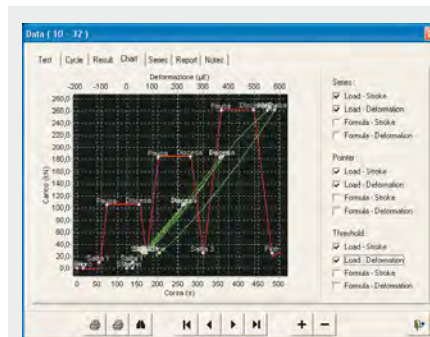 Data ( 10 - 32 )
Test Cycle Result Chart Series Report Notes
Deformazione (µE)
-200 -100 0 100 200 300 400 500 600
Carico (kN)
280,0
260,0
240,0
220,0
200,0
180,0
160,0
140,0
120,0
100,0
80,0
60,0
40,0
20,0
0,0
Pausa Discesa
Pausa Discesa
Pausa Discesa
0 50 100 150 200 250 300 350 400 450 500
Corsa (s)
Series :
Load - Stroke
Load - Deformation
Formula - Stroke
Formula - Deformation
Pointer :
Load - Stroke
Load - Deformation
Formula - Stroke
Formula - Deformation
Threshold :
Load - Stroke
Load - Deformation
Formula - Stroke
Formula - Deformation